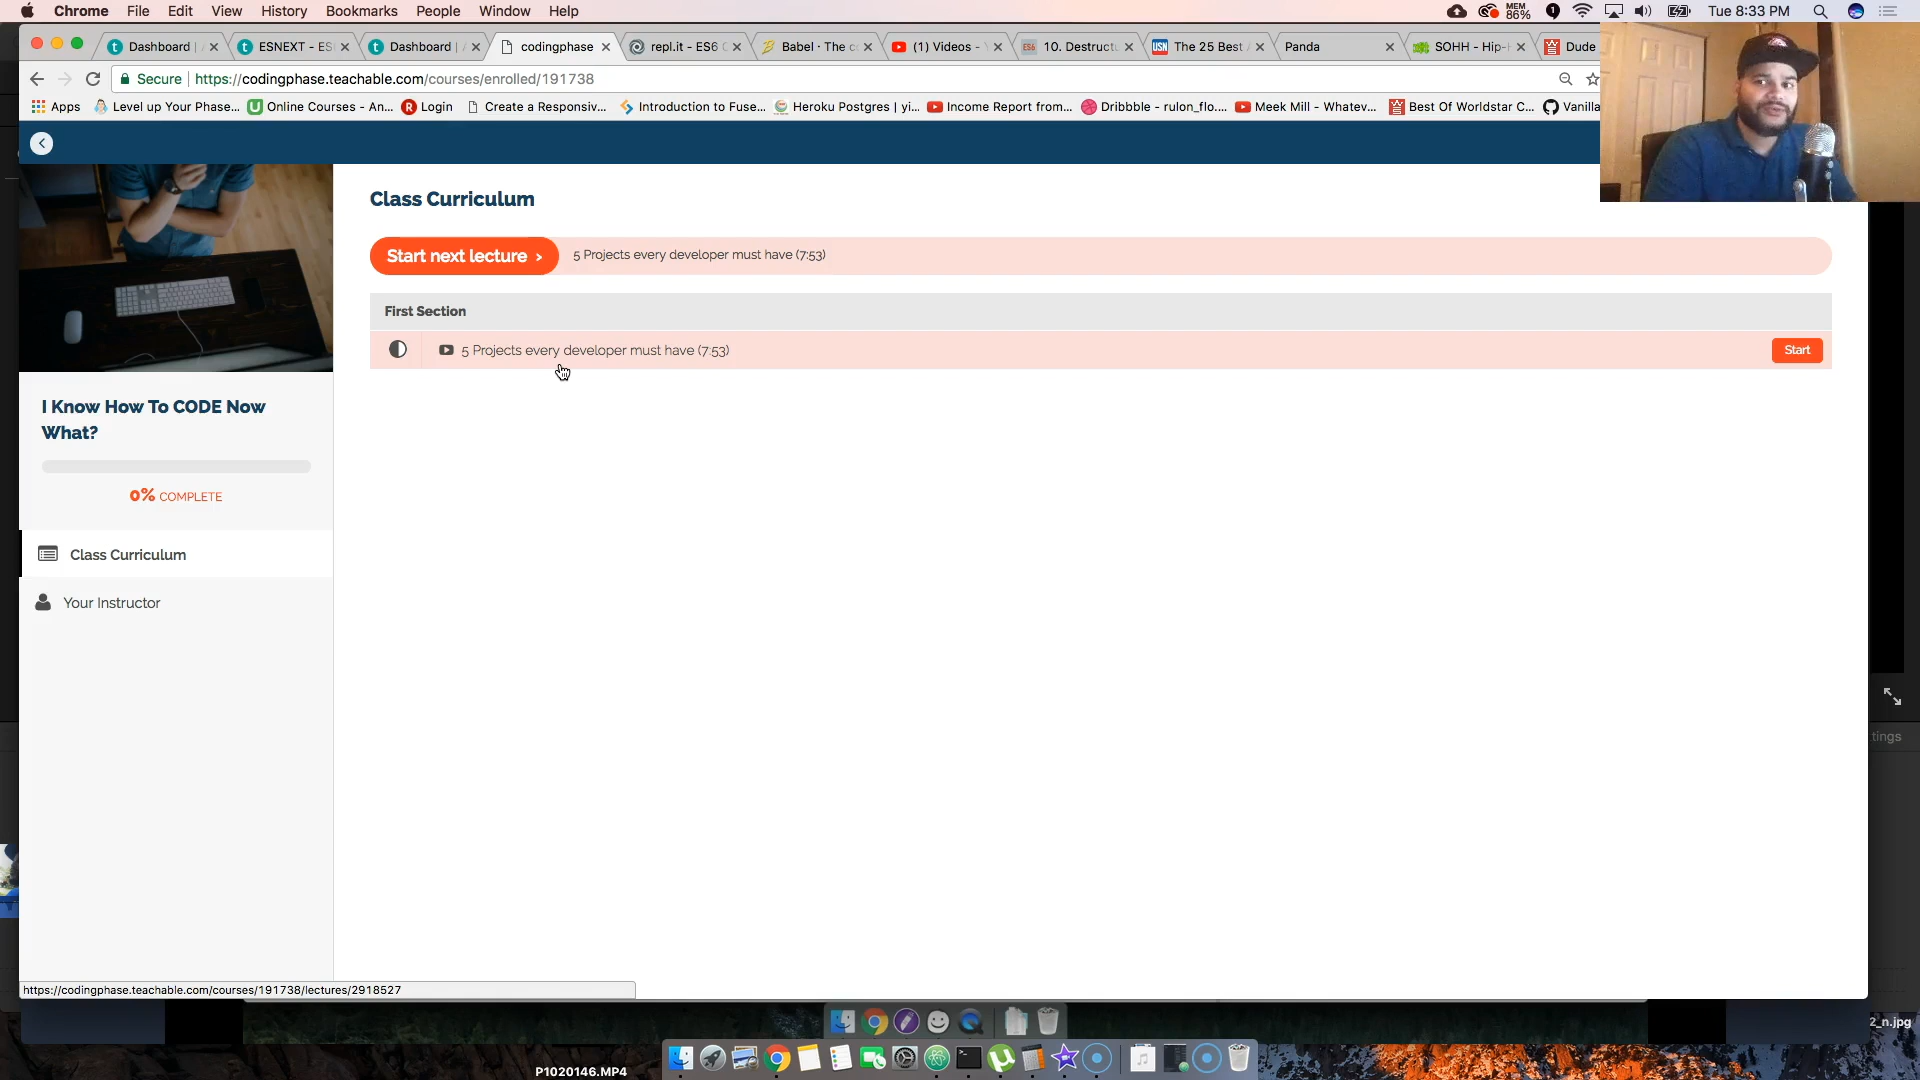 Chrome File Edit View History Bookmarks People Window Help
MEM 86% Tue 8:33 PM
Dashboard | ESNEXT - ES Dashboard | codingphase repl.it - ES6 C Babel · The c (1) Videos - 10. Destructu The 25 Best Panda SOHH - Hip- Dude
Secure https://codingphase.teachable.com/courses/enrolled/191738
Apps Level up Your Phase... Online Courses - An... Login Create a Responsiv... Introduction to Fuse... Heroku Postgres | yi... Income Report from... Dribbble - rulon_flo.... Meek Mill - Whatev... Best Of Worldstar C... Vanilla
Class Curriculum
Start next lecture › 5 Projects every developer must have (7:53)
First Section
5 Projects every developer must have (7:53) Start
I Know How To CODE Now
What?
0% COMPLETE
Class Curriculum
Your Instructor
tings
https://codingphase.teachable.com/courses/191738/lectures/2918527
2_n.jpg
P1020146.MP4